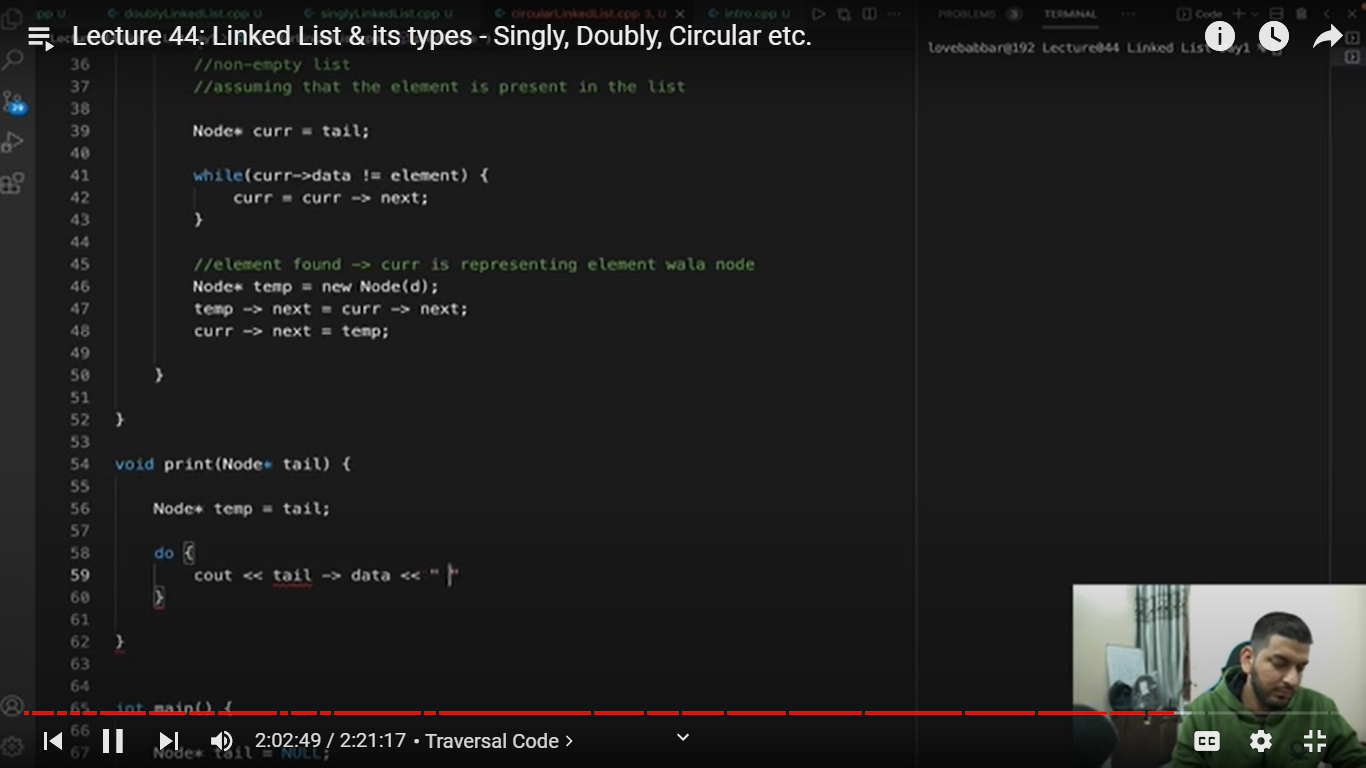 doublyLinkedList.cpp U singlyLinkedList.cpp U circularLinkedList.cpp 3, U intro.cpp U PROBLEMS 3 TERMINAL Code
Lecture 44: Linked List & its types - Singly, Doubly, Circular etc.
lovebabbar@192 Lecture044 Linked List Day1 %
36 //non-empty list
37 //assuming that the element is present in the list
38
39 Node* curr = tail;
40
41 while(curr->data != element) {
42 curr = curr -> next;
43 }
44
45 //element found -> curr is representing element wala node
46 Node* temp = new Node(d);
47 temp -> next = curr -> next;
48 curr -> next = temp;
49
50 }
51
52 }
53
54 void print(Node* tail) {
55
56 Node* temp = tail;
57
58 do {
59 cout << tail -> data << " "
60 }
61
62 }
63
64
65 int main() {
66
67 Node* tail = NULL;
29
2:02:49 / 2:21:17 • Traversal Code >
CC